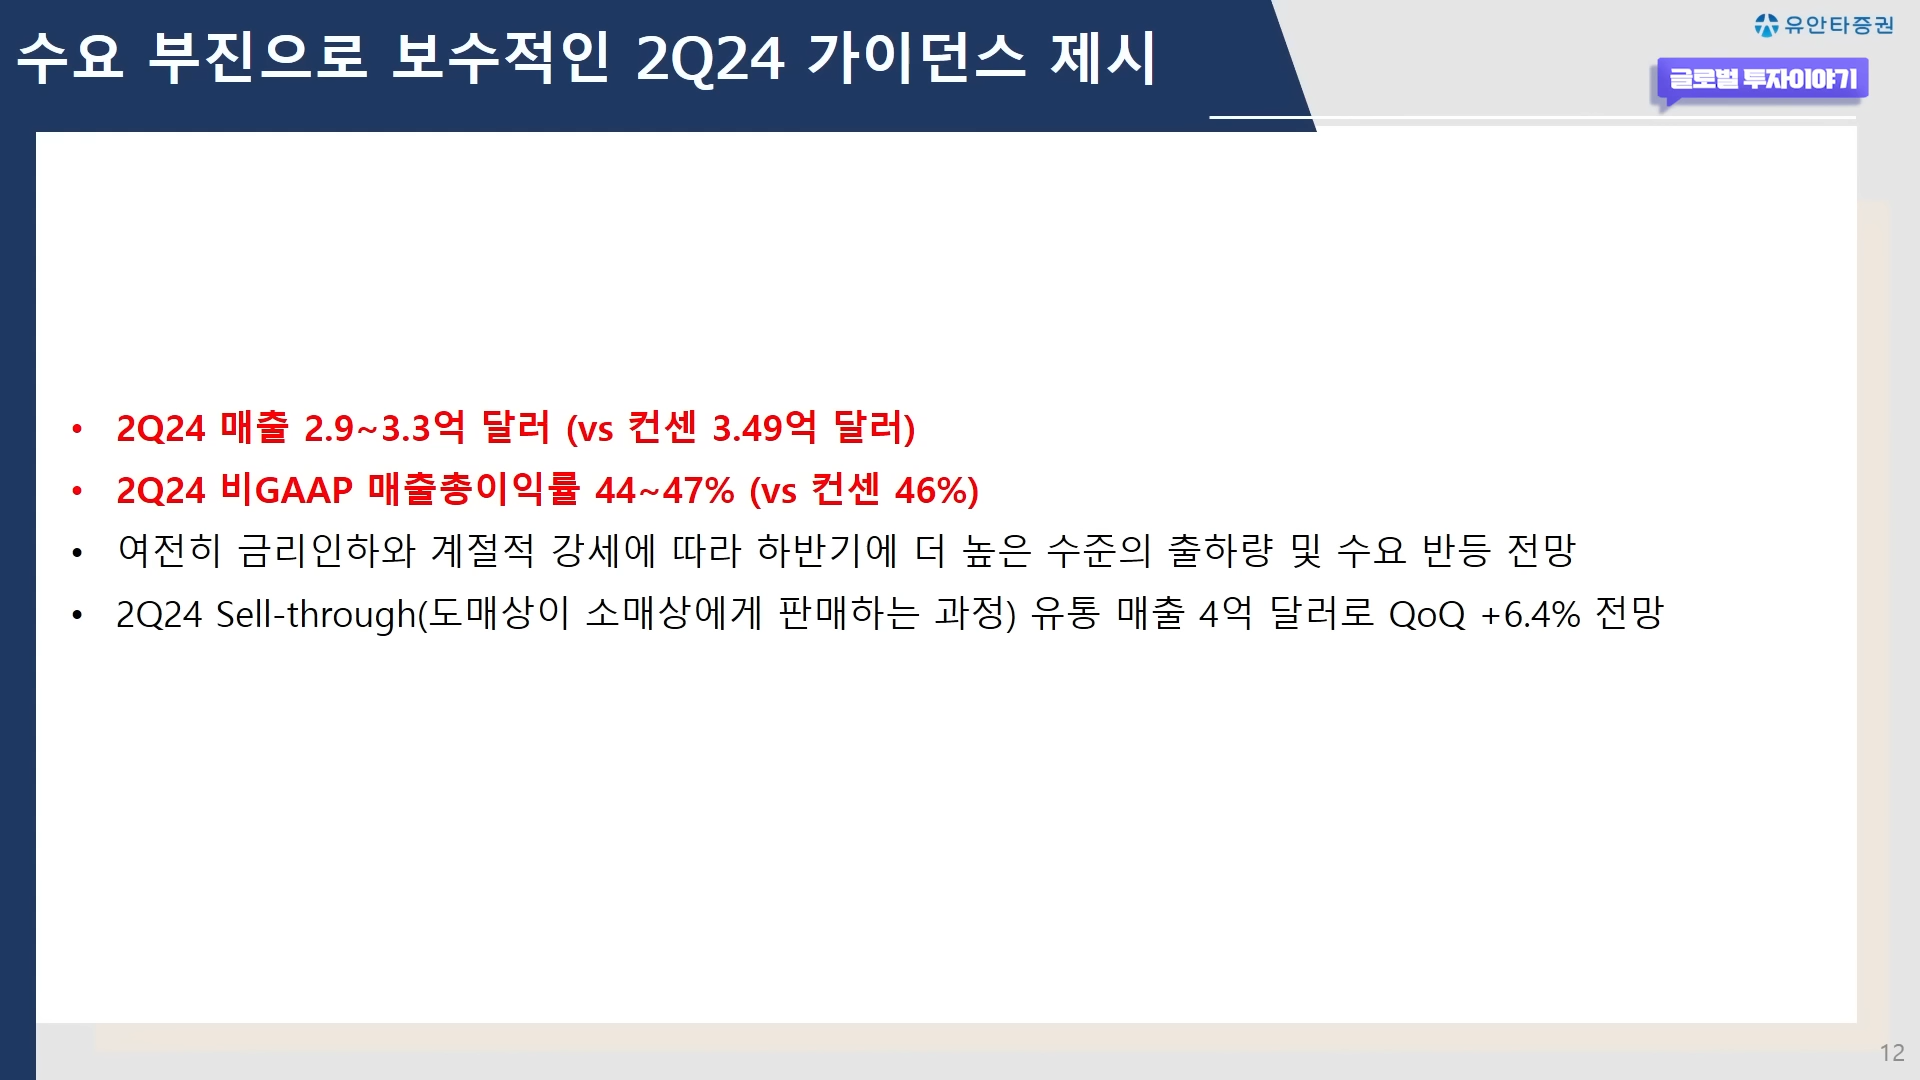 수요 부진으로 보수적인 2Q24 가이던스 제시
유안타증권
글로벌 투자이야기
• 2Q24 매출 2.9~3.3억 달러 (vs 컨센 3.49억 달러)
• 2Q24 비GAAP 매출총이익률 44~47% (vs 컨센 46%)
• 여전히 금리인하와 계절적 강세에 따라 하반기에 더 높은 수준의 출하량 및 수요 반등 전망
• 2Q24 Sell-through(도매상이 소매상에게 판매하는 과정) 유통 매출 4억 달러로 QoQ +6.4% 전망
12